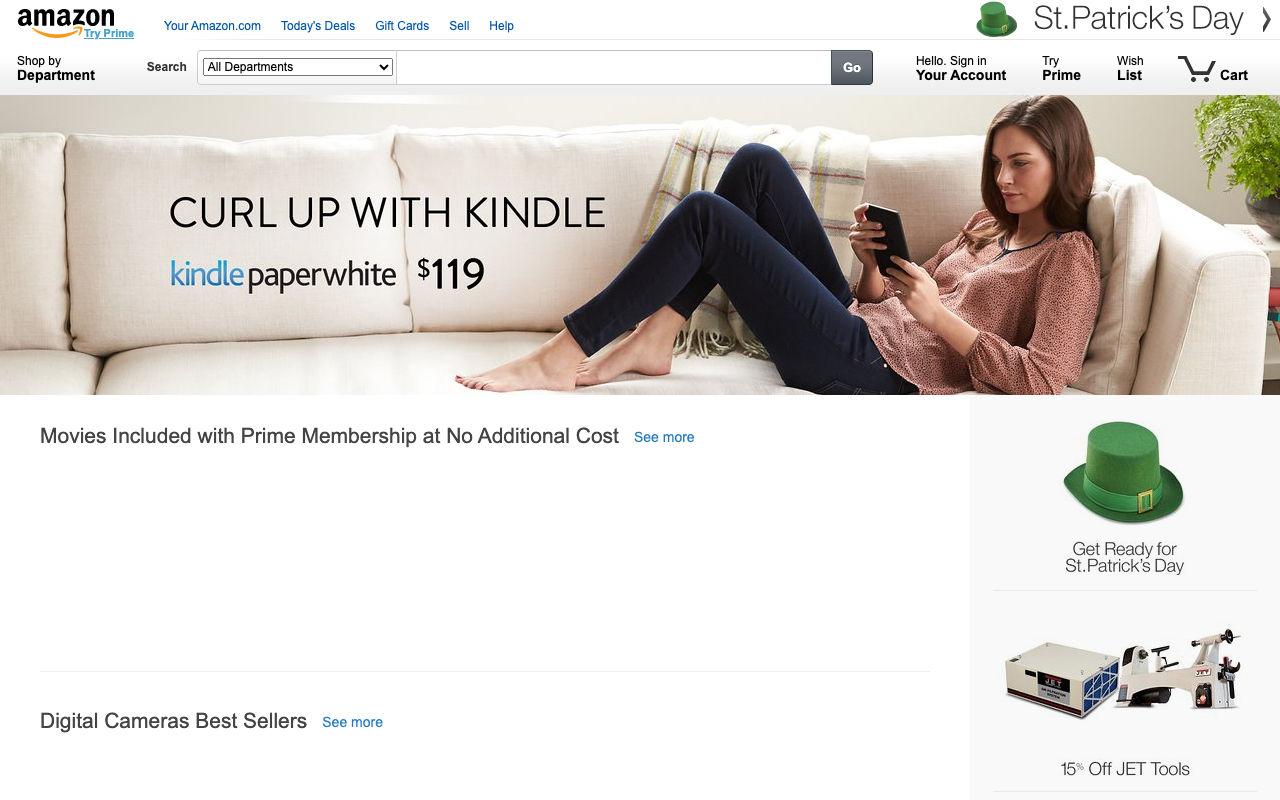 amazon
Try Prime
Your Amazon.com Today's Deals Gift Cards Sell Help
St.Patrick's Day
Shop by
Department
Search
All Departments
Go
Hello. Sign in
Your Account
Try
Prime
Wish
List
Cart
CURL UP WITH KINDLE
kindle paperwhite $119
Movies Included with Prime Membership at No Additional Cost See more
Get Ready for
St.Patrick's Day
JET
JET
15% Off JET Tools
Digital Cameras Best Sellers See more